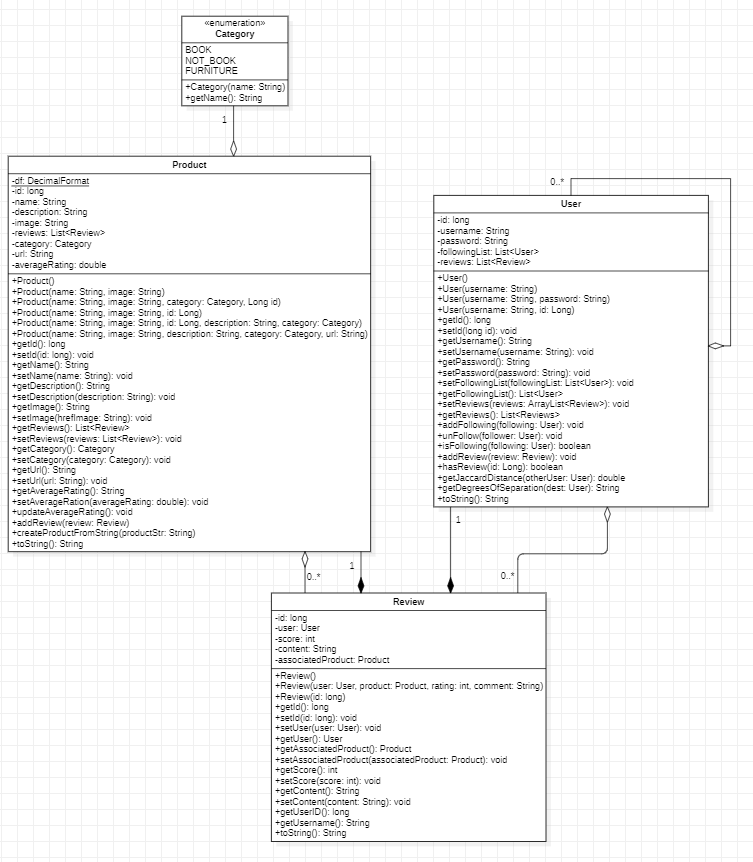 «enumeration»
Category
BOOK
NOT_BOOK
FURNITURE
+Category(name: String)
+getName(): String
1
Product
-df: DecimalFormat
-id: long
-name: String
-description: String
-image: String
-reviews: List<Review>
-category: Category
-url: String
-averageRating: double
+Product()
+Product(name: String, image: String)
+Product(name: String, image: String, category: Category, Long id)
+Product(name: String, image: String, id: Long)
+Product(name: String, image: String, id: Long, description: String, category: Category)
+Product(name: String, image: String, description: String, category: Category, url: String)
+getId(): long
+setId(id: long): void
+getName(): String
+setName(name: String): void
+getDescription(): String
+setDescription(description: String): void
+getImage(): String
+setImage(hrefImage: String): void
+getReviews(): List<Review>
+setReviews(reviews: List<Review>): void
+getCategory(): Category
+setCategory(category: Category): void
+getUrl(): String
+setUrl(url: String): void
+getAverageRating(): String
+setAverageRation(averageRating: double): void
+updateAverageRating(): void
+addReview(review: Review)
+createProductFromString(productStr: String)
+toString(): String
0..*
User
-id: long
-username: String
-password: String
-followingList: List<User>
-reviews: List<Review>
+User()
+User(username: String)
+User(username: String, password: String)
+User(username: String, id: Long)
+getId(): long
+setId(long id): void
+getUsername(): String
+setUsername(username: String): void
+getPassword(): String
+setPassword(password: String): void
+setFollowingList(followingList: List<User>): void
+getFollowingList(): List<User>
+setReviews(reviews: ArrayList<Review>): void
+getReviews(): List<Reviews>
+addFollowing(following: User): void
+unFollow(follower: User): void
+isFollowing(following: User): boolean
+addReview(review: Review): void
+hasReview(id: Long): boolean
+getJaccardDistance(otherUser: User): double
+getDegreesOfSeparation(dest: User): String
+toString(): String
0..*
1
1
0..*
Review
-id: long
-user: User
-score: int
-content: String
-associatedProduct: Product
+Review()
+Review(user: User, product: Product, rating: int, comment: String)
+Review(id: long)
+getId(): long
+setId(id: long): void
+setUser(user: User): void
+getUser(): User
+getAssociatedProduct(): Product
+setAssociatedProduct(associatedProduct: Product): void
+getScore(): int
+setScore(score: int): void
+getContent(): String
+setContent(content: String): void
+getUserID(): long
+getUsername(): String
+toString(): String